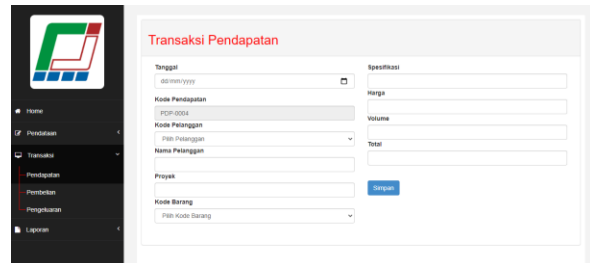 Home
Pendataan
Transaksi
Pendapatan
Pembelian
Pengeluaran
Laporan
Transaksi Pendapatan
Tanggal
dd/mm/yyyy
Kode Pendapatan
PDP-0004
Kode Pelanggan
Pilih Pelanggan
Nama Pelanggan
Proyek
Kode Barang
Pilih Kode Barang
Spesifikasi
Harga
Volume
Total
Simpan